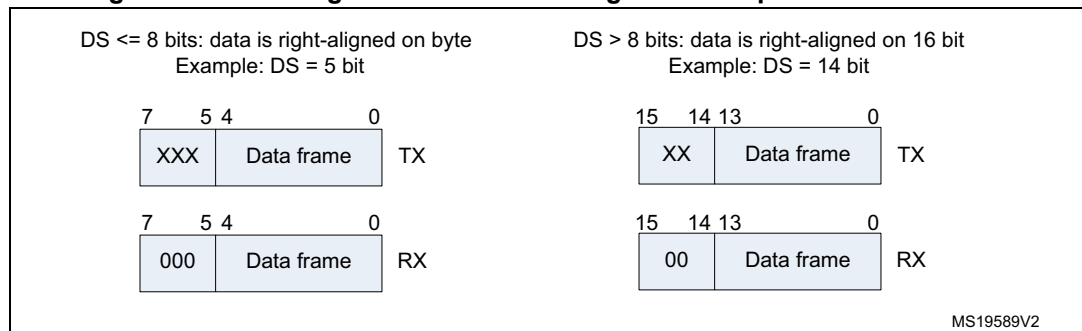 DS <= 8 bits: data is right-aligned on byte
Example: DS = 5 bit
7 5 4 0
XXX Data frame TX
7 5 4 0
000 Data frame RX
DS > 8 bits: data is right-aligned on 16 bit
Example: DS = 14 bit
15 14 13 0
XX Data frame TX
15 14 13 0
00 Data frame RX
MS19589V2